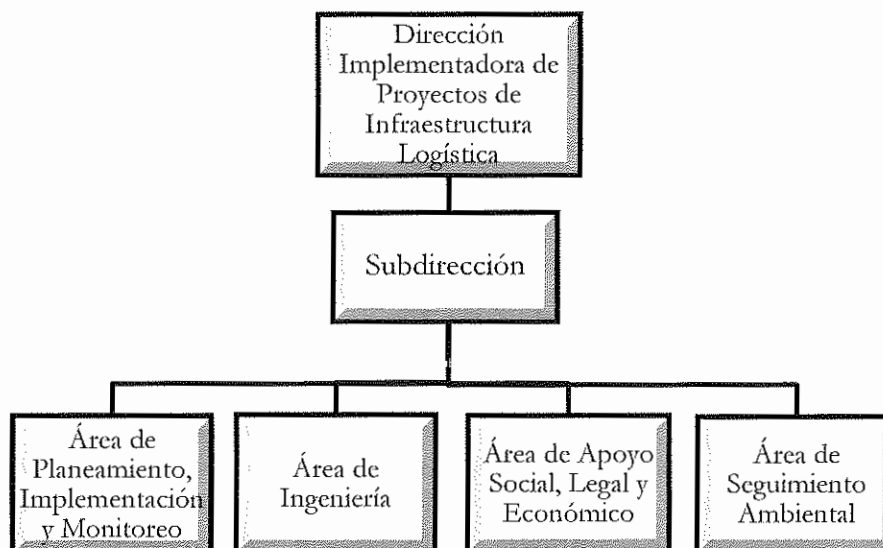 Dirección
Implementadora de
Proyectos de
Infraestructura
Logística
Subdirección
Área de
Planeamiento,
Implementación
y Monitoreo
Área de
Ingeniería
Área de Apoyo
Social, Legal y
Económico
Área de
Seguimiento
Ambiental